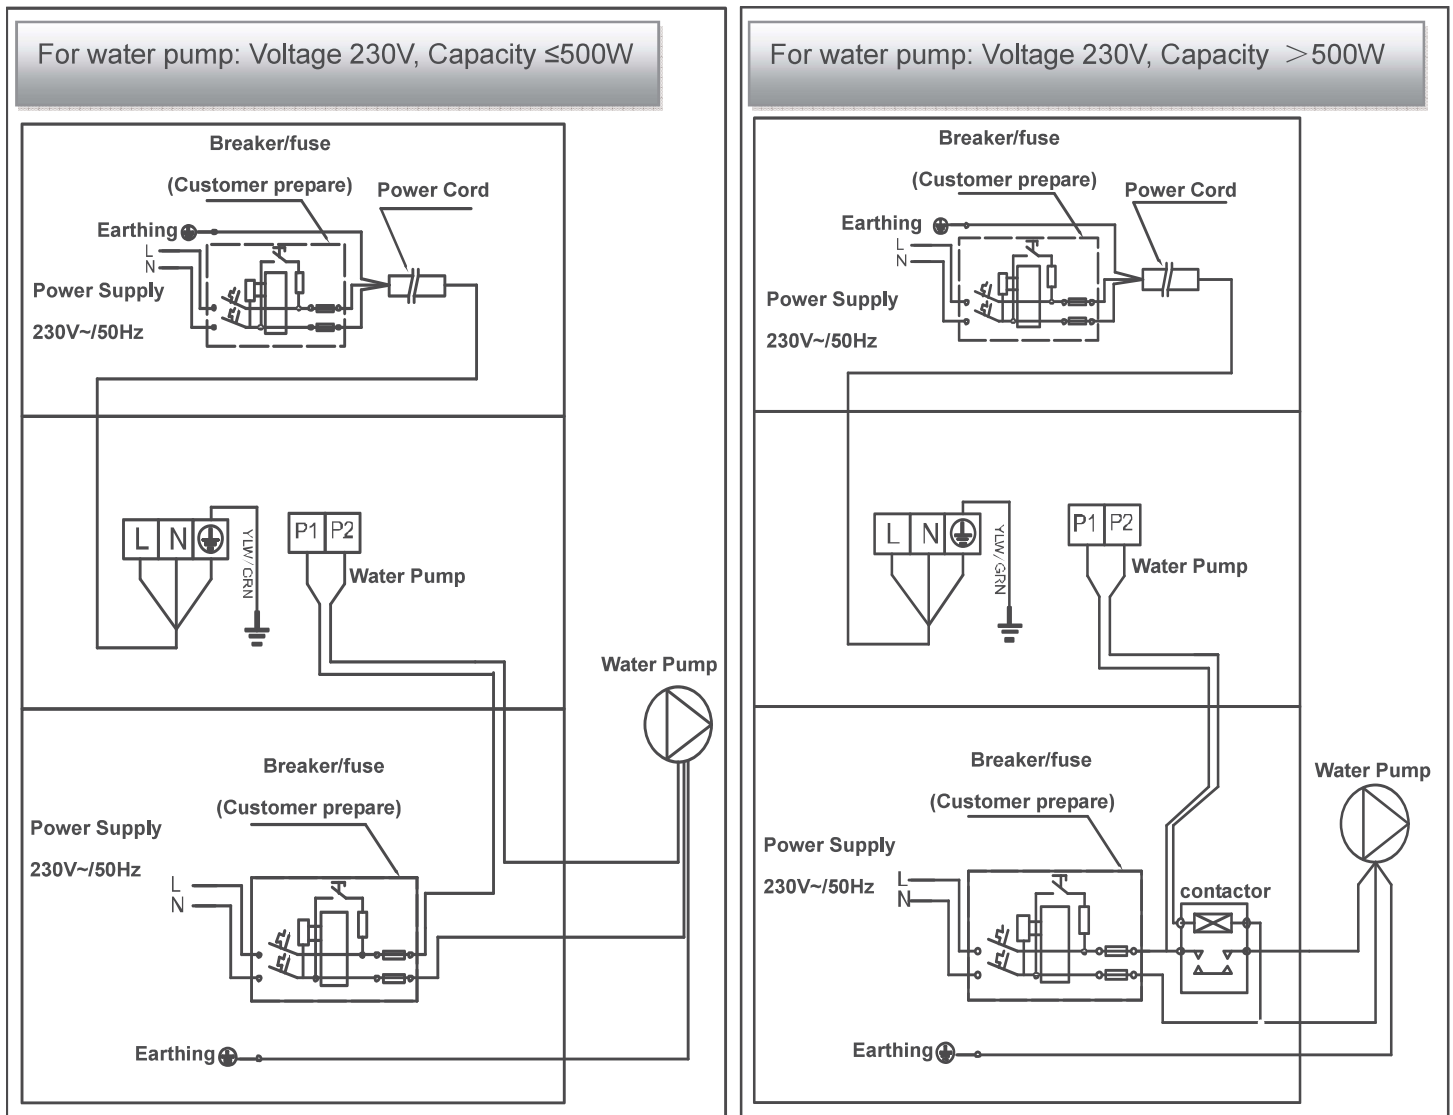 For water pump: Voltage 230V, Capacity ≤500W
Breaker/fuse
(Customer prepare)
Power Cord
Earthing
L
N
Power Supply
230V~/50Hz
L N
YLW/CRN
P1 P2
Water Pump
Water Pump
Breaker/fuse
(Customer prepare)
Power Supply
230V~/50Hz
L
N
Earthing
For water pump: Voltage 230V, Capacity ＞500W
Breaker/fuse
(Customer prepare)
Power Cord
Earthing
L
N
Power Supply
230V~/50Hz
L N
YLW/GRN
P1 P2
Water Pump
Water Pump
Breaker/fuse
(Customer prepare)
Power Supply
230V~/50Hz
L
N
contactor
Earthing